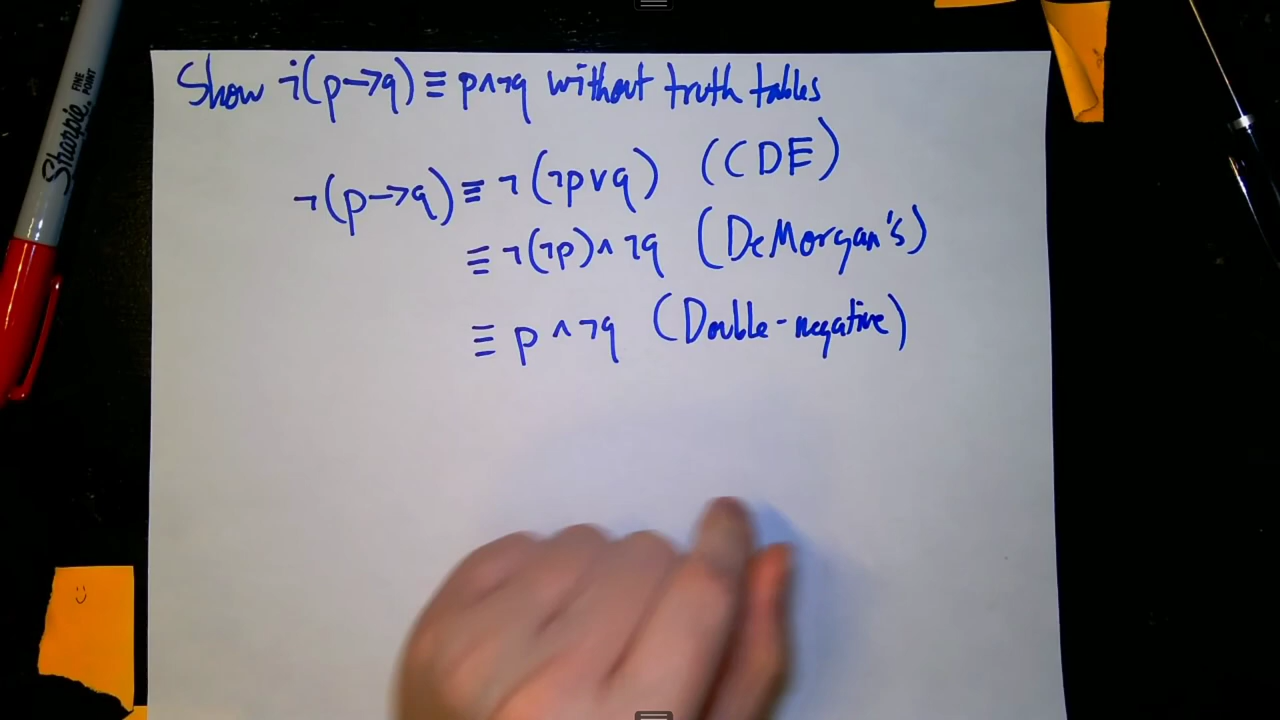 Show ¬(p→q) ≡ p∧¬q without truth tables
¬(p→q) ≡ ¬(¬p∨q) (CDE)
≡ ¬(¬p)∧¬q (DeMorgan's)
≡ p∧¬q (Double-negative)
Sharpie
FINE POINT